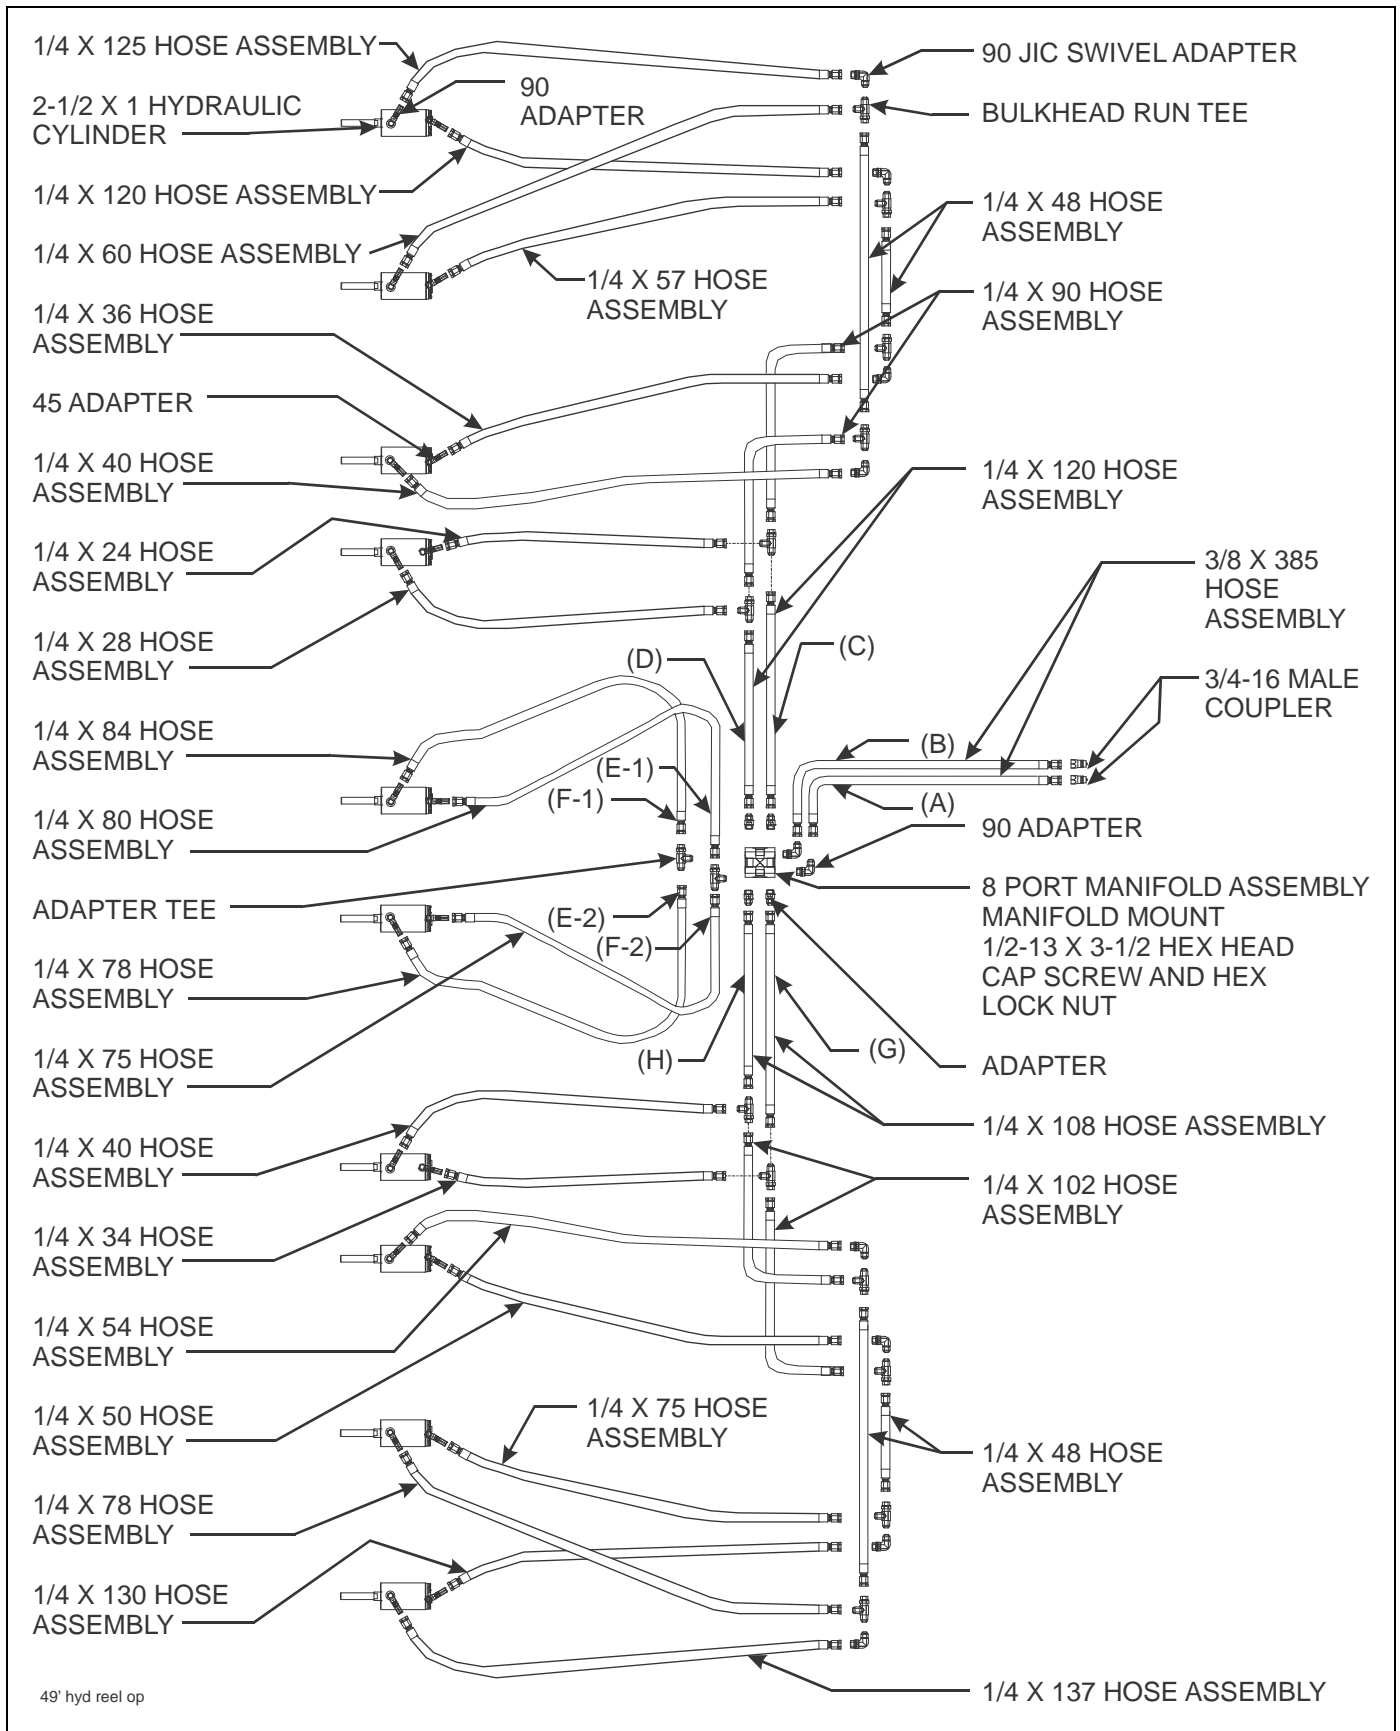 1/4 X 125 HOSE ASSEMBLY
2-1/2 X 1 HYDRAULIC
CYLINDER
90
ADAPTER
1/4 X 120 HOSE ASSEMBLY
1/4 X 60 HOSE ASSEMBLY
1/4 X 57 HOSE
ASSEMBLY
1/4 X 36 HOSE
ASSEMBLY
45 ADAPTER
1/4 X 40 HOSE
ASSEMBLY
1/4 X 24 HOSE
ASSEMBLY
1/4 X 28 HOSE
ASSEMBLY
1/4 X 84 HOSE
ASSEMBLY
1/4 X 80 HOSE
ASSEMBLY
ADAPTER TEE
1/4 X 78 HOSE
ASSEMBLY
1/4 X 75 HOSE
ASSEMBLY
1/4 X 40 HOSE
ASSEMBLY
1/4 X 34 HOSE
ASSEMBLY
1/4 X 54 HOSE
ASSEMBLY
1/4 X 50 HOSE
ASSEMBLY
1/4 X 75 HOSE
ASSEMBLY
1/4 X 78 HOSE
ASSEMBLY
1/4 X 130 HOSE
ASSEMBLY
(D)
(C)
(B)
(A)
(E-1)
(F-1)
(E-2)
(F-2)
(H)
(G)
90 JIC SWIVEL ADAPTER
BULKHEAD RUN TEE
1/4 X 48 HOSE
ASSEMBLY
1/4 X 90 HOSE
ASSEMBLY
1/4 X 120 HOSE
ASSEMBLY
3/8 X 385
HOSE
ASSEMBLY
3/4-16 MALE
COUPLER
90 ADAPTER
8 PORT MANIFOLD ASSEMBLY
MANIFOLD MOUNT
1/2-13 X 3-1/2 HEX HEAD
CAP SCREW AND HEX
LOCK NUT
ADAPTER
1/4 X 108 HOSE ASSEMBLY
1/4 X 102 HOSE
ASSEMBLY
1/4 X 48 HOSE
ASSEMBLY
1/4 X 137 HOSE ASSEMBLY
49' hyd reel op